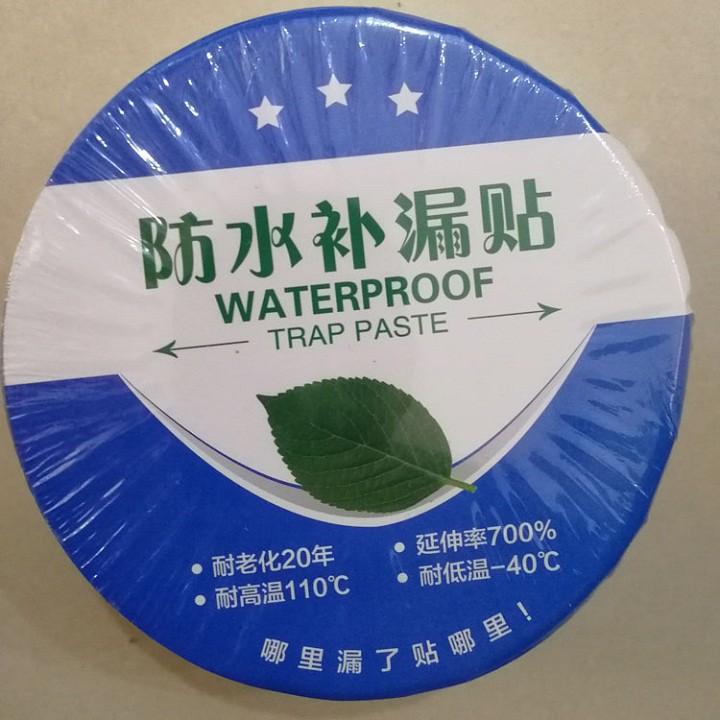 防水补漏贴
WATERPROOF
TRAP PASTE
• 耐老化20年
• 延伸率700%
• 耐高温110℃
• 耐低温-40℃
哪里漏了贴哪里!